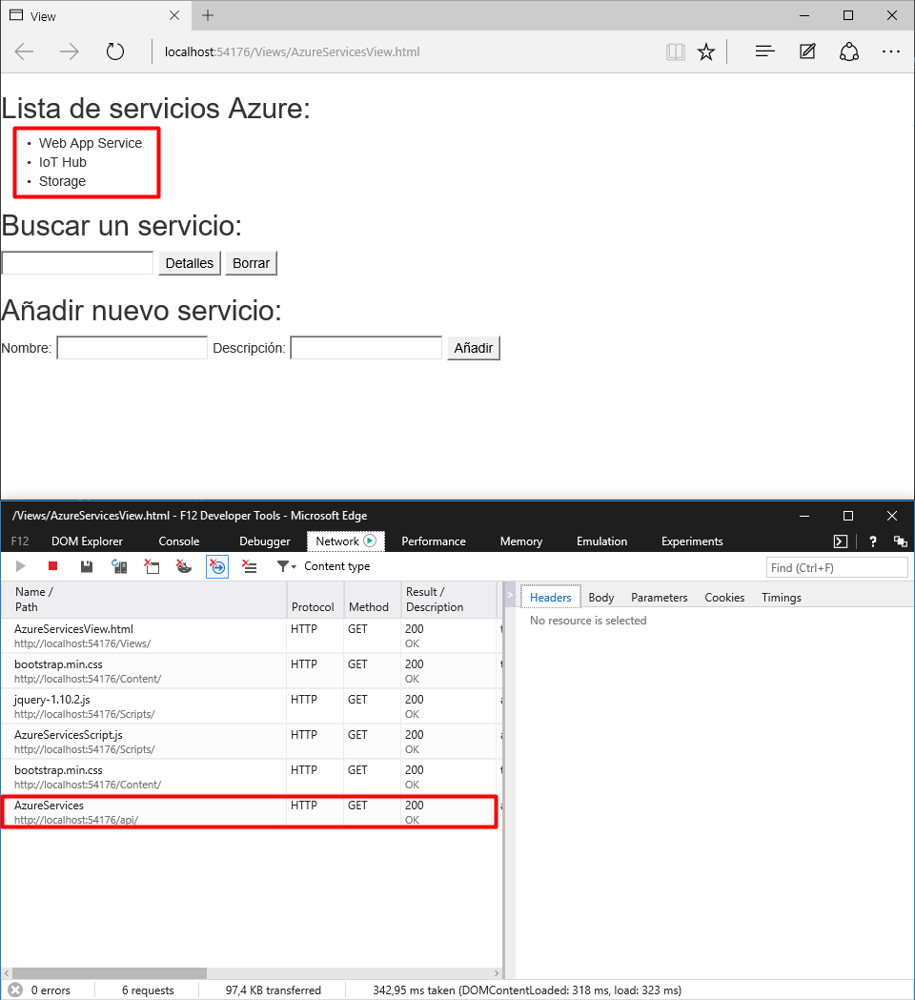 View
localhost:54176/Views/AzureServicesView.html
Lista de servicios Azure:
• Web App Service
• IoT Hub
• Storage
Buscar un servicio:
Detalles Borrar
Añadir nuevo servicio:
Nombre: Descripción: Añadir
/Views/AzureServicesView.html - F12 Developer Tools - Microsoft Edge
F12 DOM Explorer Console Debugger Network Performance Memory Emulation Experiments
Content type Find (Ctrl+F)
Name / Path Protocol Method Result / Description
Headers Body Parameters Cookies Timings
No resource is selected
AzureServicesView.html HTTP GET 200
http://localhost:54176/Views/ OK
bootstrap.min.css HTTP GET 200
http://localhost:54176/Content/ OK
jquery-1.10.2.js HTTP GET 200
http://localhost:54176/Scripts/ OK
AzureServicesScript.js HTTP GET 200
http://localhost:54176/Scripts/ OK
bootstrap.min.css HTTP GET 200
http://localhost:54176/Content/ OK
AzureServices HTTP GET 200
http://localhost:54176/api/ OK
0 errors 6 requests 97,4 KB transferred 342,95 ms taken (DOMContentLoaded: 318 ms, load: 323 ms)